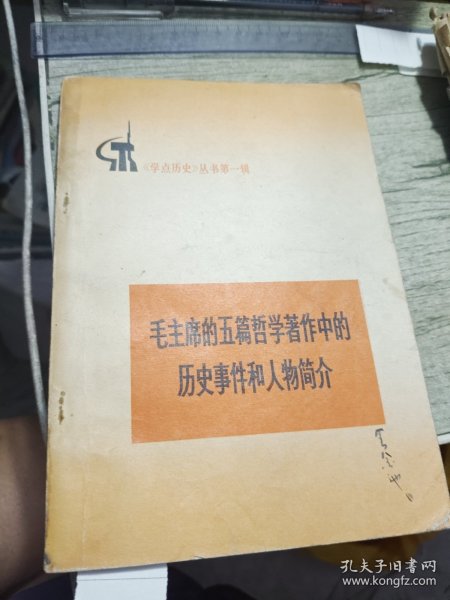 《学点历史》丛书第一辑
毛主席的五篇哲学著作中的
历史事件和人物简介
孔夫子旧书网
www.kongfz.com